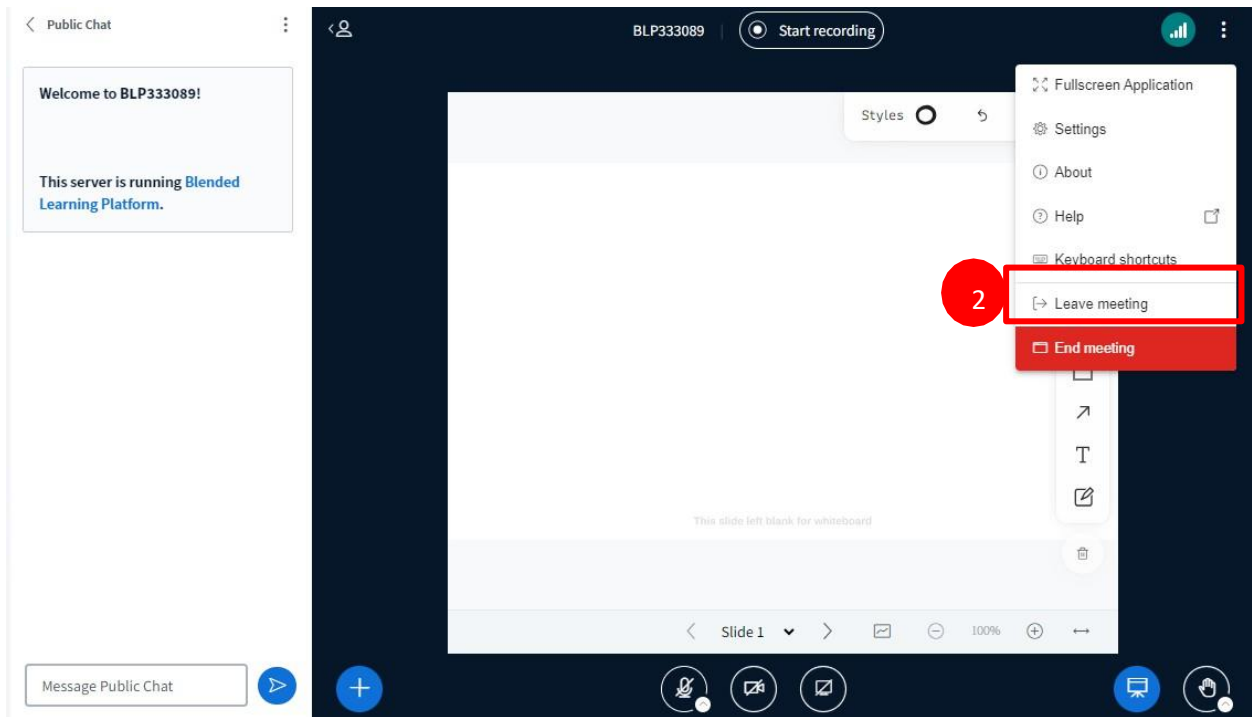 Public Chat
Welcome to BLP333089!
This server is running Blended
Learning Platform.
Message Public Chat
BLP333089
Start recording
Styles
Fullscreen Application
Settings
About
Help
Keyboard shortcuts
2
Leave meeting
End meeting
T
This slide left blank for whiteboard
Slide 1
100%